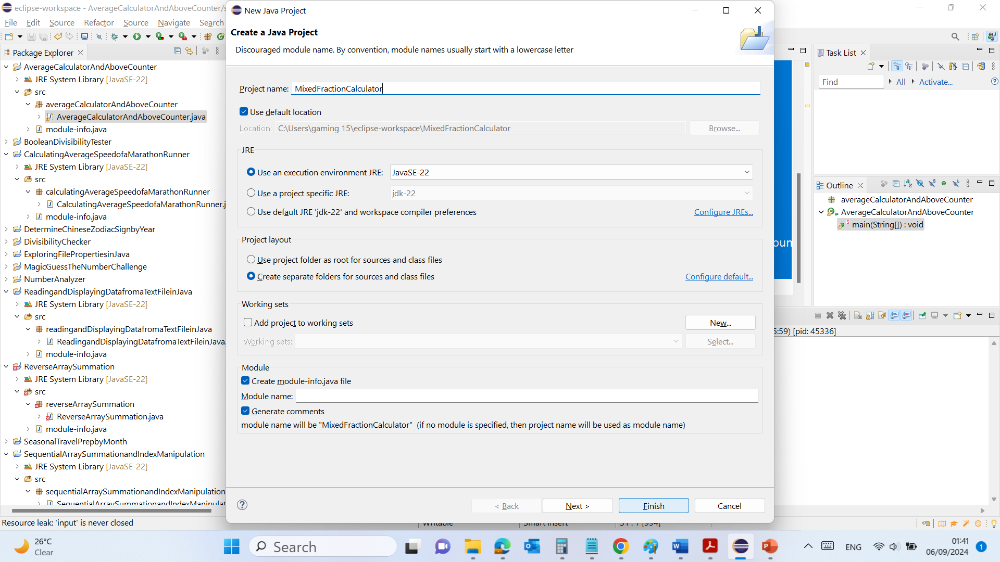 eclipse-workspace - AverageCalculatorAndAboveCounter/s
File Edit Source Refactor Source Navigate Search
Package Explorer
AverageCalculatorAndAboveCounter
JRE System Library [JavaSE-22]
src
averageCalculatorAndAboveCounter
AverageCalculatorAndAboveCounter.java
module-info.java
BooleanDivisibilityTester
CalculatingAverageSpeedofaMarathonRunner
JRE System Library [JavaSE-22]
src
calculatingAverageSpeedofaMarathonRunner
CalculatingAverageSpeedofaMarathonRunner.j
module-info.java
DetermineChineseZodiacSignbyYear
DivisibilityChecker
ExploringFilePropertiesinJava
MagicGuessTheNumberChallenge
NumberAnalyzer
ReadingandDisplayingDatafromaTextFileinJava
JRE System Library [JavaSE-22]
src
readingandDisplayingDatafromaTextFileinJava
ReadingandDisplayingDatafromaTextFileinJava.
module-info.java
ReverseArraySummation
JRE System Library [JavaSE-22]
src
reverseArraySummation
ReverseArraySummation.java
module-info.java
SeasonalTravelPrepbyMonth
SequentialArraySummationandIndexManipulation
JRE System Library [JavaSE-22]
src
sequentialArraySummationandIndexManipulation
SequentialArraySummationandIndexManipulat
New Java Project
Create a Java Project
Discouraged module name. By convention, module names usually start with a lowercase letter
Project name: MixedFractionCalculator
Use default location
Location: C:\Users\gaming 15\eclipse-workspace\MixedFractionCalculator Browse...
JRE
Use an execution environment JRE: JavaSE-22
Use a project specific JRE: jdk-22
Use default JRE 'jdk-22' and workspace compiler preferences Configure JREs...
Project layout
Use project folder as root for sources and class files
Create separate folders for sources and class files Configure default...
Working sets
Add project to working sets New...
Working sets: Select...
Module
Create module-info.java file
Module name:
Generate comments
module name will be "MixedFractionCalculator" (if no module is specified, then project name will be used as module name)
< Back Next > Finish Cancel
Task List
Find All Activate...
Outline
averageCalculatorAndAboveCounter
AverageCalculatorAndAboveCounter
main(String[]) : void
oun
5:59) [pid: 45336]
Resource leak: 'input' is never closed Writable Smart Insert 31 : 1 [994]
26°C
Clear
Search
ENG
01:41
06/09/2024
1